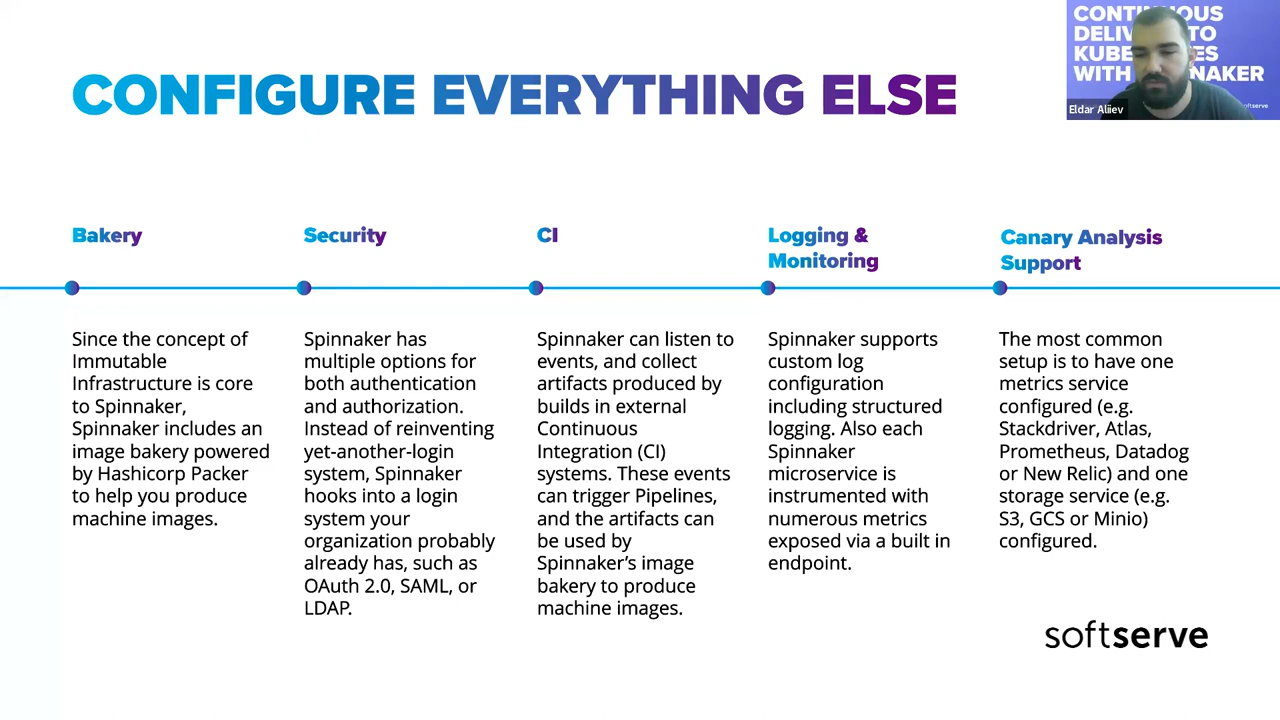 CONFIGURE EVERYTHING ELSE
Eldar Aliiev
softserve
Bakery
Since the concept of
Immutable
Infrastructure is core
to Spinnaker,
Spinnaker includes an
image bakery powered
by Hashicorp Packer
to help you produce
machine images.
Security
Spinnaker has
multiple options for
both authentication
and authorization.
Instead of reinventing
yet-another-login
system, Spinnaker
hooks into a login
system your
organization probably
already has, such as
OAuth 2.0, SAML, or
LDAP.
CI
Spinnaker can listen to
events, and collect
artifacts produced by
builds in external
Continuous
Integration (CI)
systems. These events
can trigger Pipelines,
and the artifacts can
be used by
Spinnaker’s image
bakery to produce
machine images.
Logging &
Monitoring
Spinnaker supports
custom log
configuration
including structured
logging. Also each
Spinnaker
microservice is
instrumented with
numerous metrics
exposed via a built in
endpoint.
Canary Analysis
Support
The most common
setup is to have one
metrics service
configured (e.g.
Stackdriver, Atlas,
Prometheus, Datadog
or New Relic) and one
storage service (e.g.
S3, GCS or Minio)
configured.
softserve